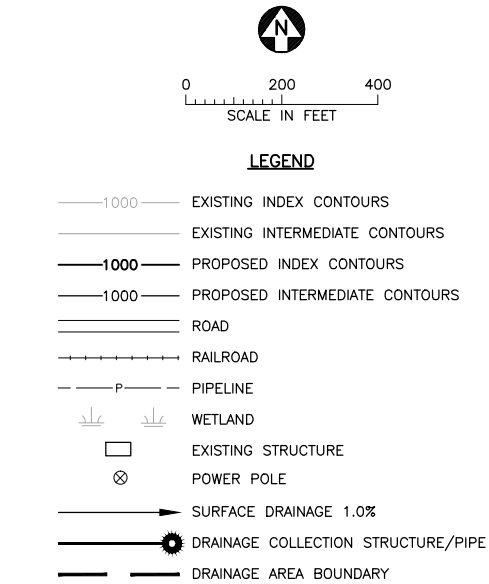 N
0 200 400
SCALE IN FEET
LEGEND
1000 EXISTING INDEX CONTOURS
EXISTING INTERMEDIATE CONTOURS
1000 PROPOSED INDEX CONTOURS
1000 PROPOSED INTERMEDIATE CONTOURS
ROAD
RAILROAD
P PIPELINE
WETLAND
EXISTING STRUCTURE
POWER POLE
SURFACE DRAINAGE 1.0%
DRAINAGE COLLECTION STRUCTURE/PIPE
DRAINAGE AREA BOUNDARY